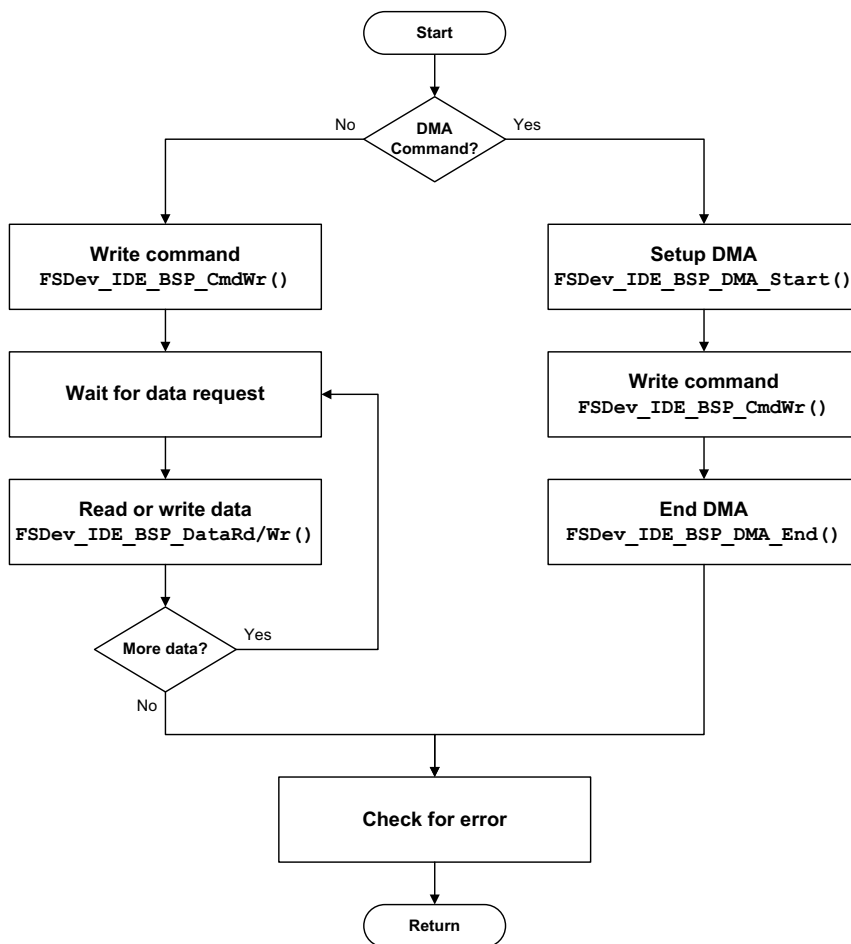 Start
DMA
Command?
No
Yes
Write command
FSDev_IDE_BSP_CmdWr()
Wait for data request
Read or write data
FSDev_IDE_BSP_DataRd/Wr()
More data?
Yes
No
Setup DMA
FSDev_IDE_BSP_DMA_Start()
Write command
FSDev_IDE_BSP_CmdWr()
End DMA
FSDev_IDE_BSP_DMA_End()
Check for error
Return